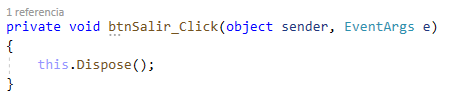 1 referencia
private void btnSalir_Click(object sender, EventArgs e)
{
this.Dispose();
}